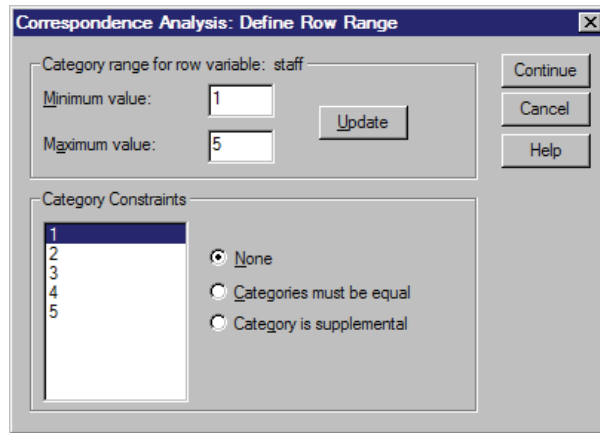 Correspondence Analysis: Define Row Range
Category range for row variable: staff
Minimum value: 1
Maximum value: 5
Update
Continue
Cancel
Help
Category Constraints
1
2
3
4
5
None
Categories must be equal
Category is supplemental